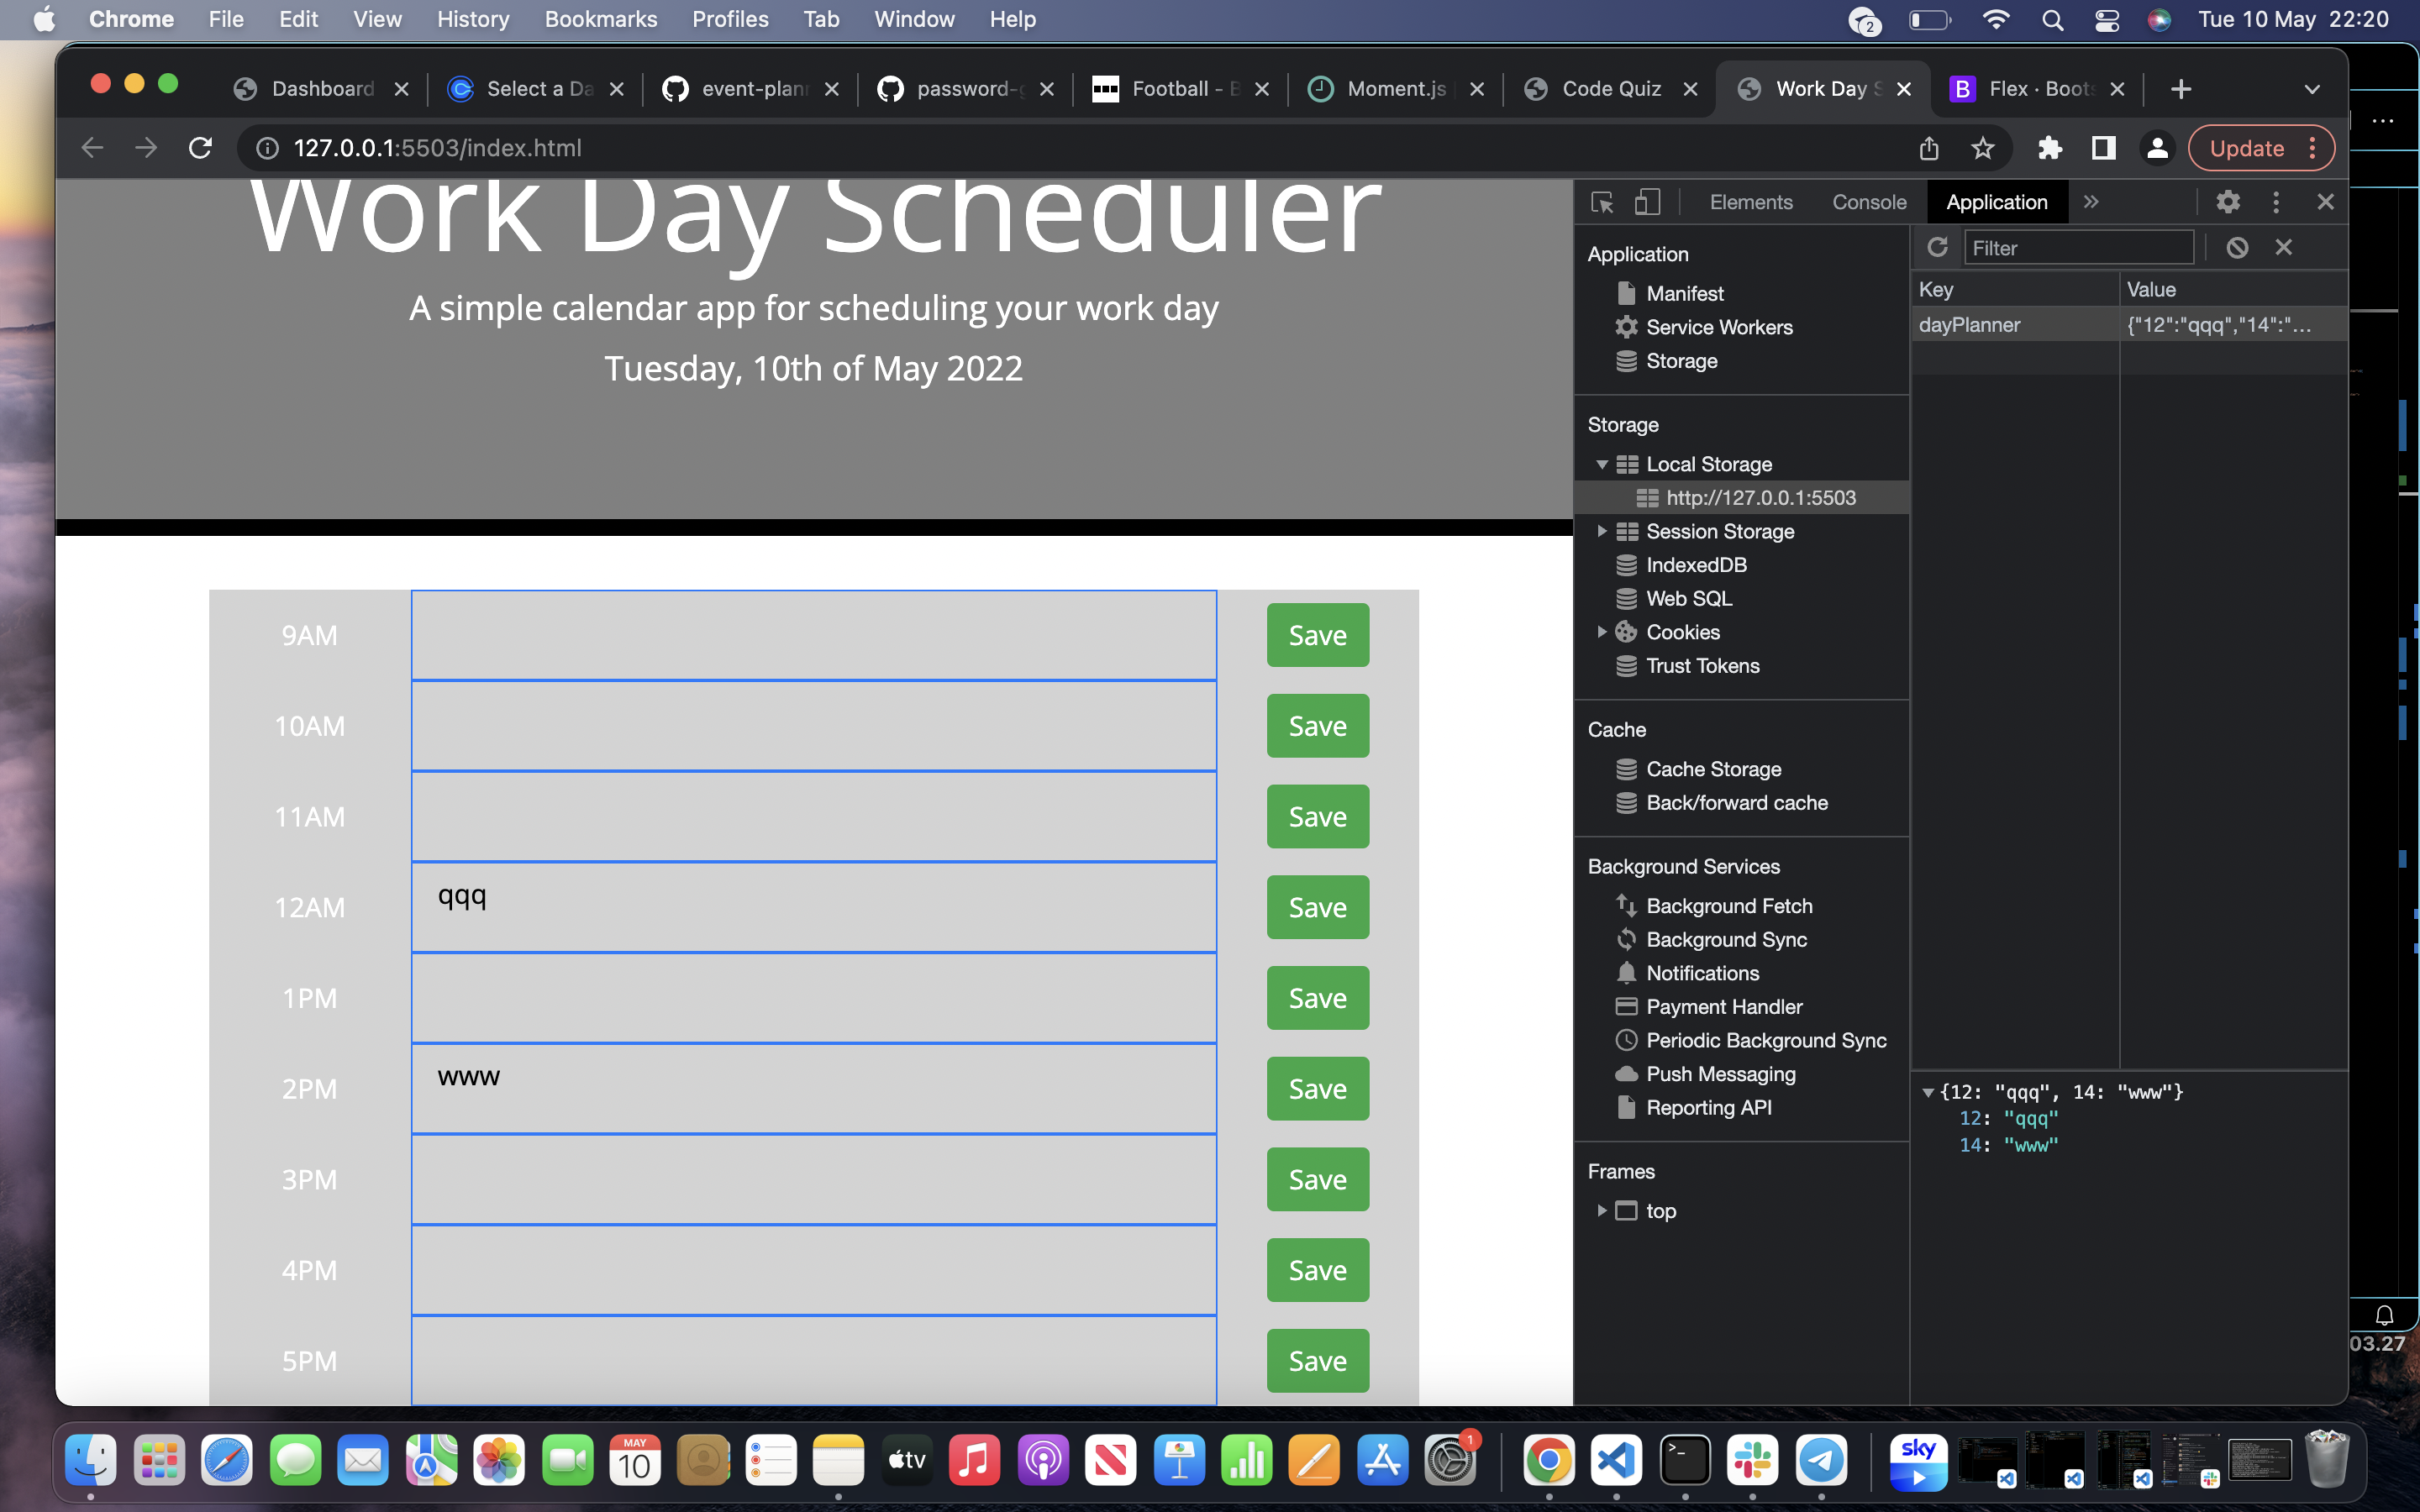 Chrome File Edit View History Bookmarks Profiles Tab Window Help 2 Tue 10 May 22:20
Dashboard Select a Da event-plan password-g Football - B Moment.js Code Quiz Work Day S Flex · Boots
127.0.0.1:5503/index.html Update
Work Day Scheduler
A simple calendar app for scheduling your work day
Tuesday, 10th of May 2022
9AM Save
10AM Save
11AM Save
12AM qqq Save
1PM Save
2PM www Save
3PM Save
4PM Save
5PM Save
Elements Console Application »
Application
Manifest
Service Workers
Storage
Storage
Local Storage
http://127.0.0.1:5503
Session Storage
IndexedDB
Web SQL
Cookies
Trust Tokens
Cache
Cache Storage
Back/forward cache
Background Services
Background Fetch
Background Sync
Notifications
Payment Handler
Periodic Background Sync
Push Messaging
Reporting API
Frames
top
Filter
Key Value
dayPlanner {"12":"qqq","14":"...
{12: "qqq", 14: "www"}
12: "qqq"
14: "www"
03.27
MAY
10
tv
1
sky